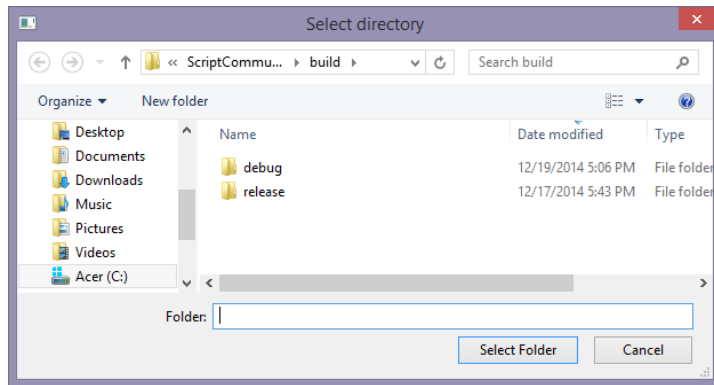 Select directory
« ScriptCommu... build Search build
Organize New folder
Name Date modified Type
Desktop
Documents
Downloads
Music
Pictures
Videos
Acer (C:)
debug 12/19/2014 5:06 PM File folder
release 12/17/2014 5:43 PM File folder
Folder:
Select Folder Cancel